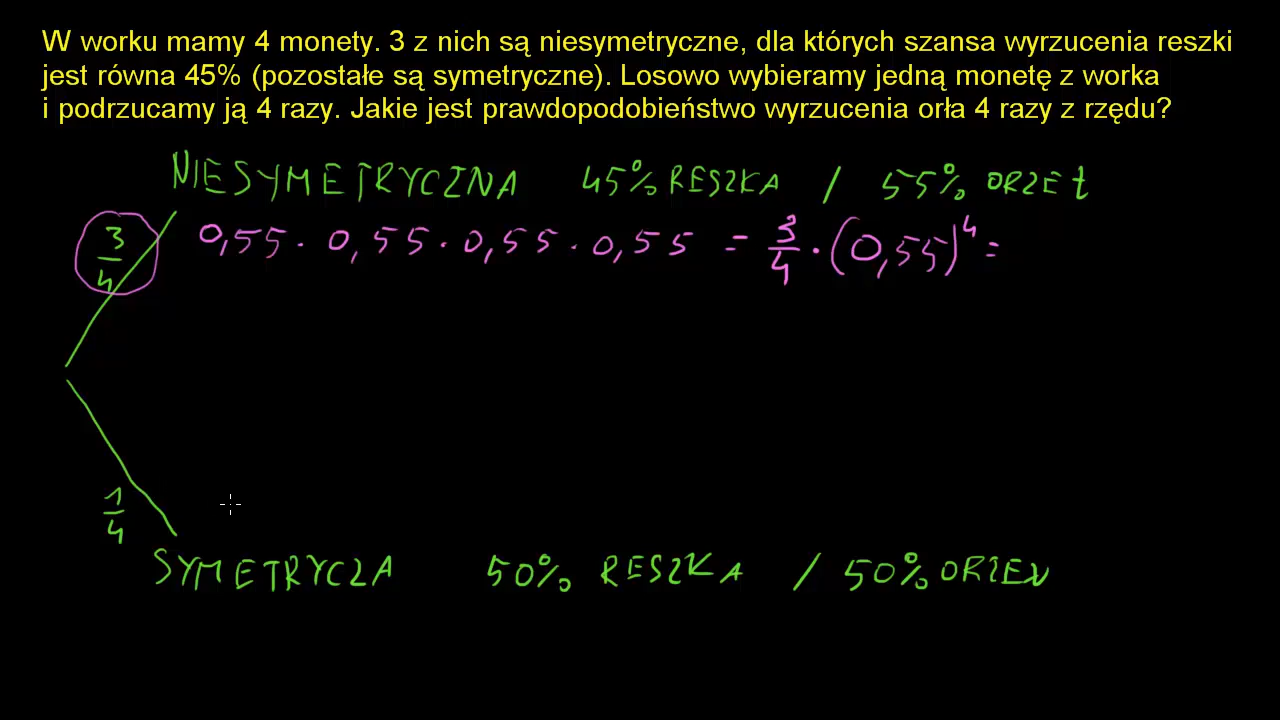 W worku mamy 4 monety. 3 z nich są niesymetryczne, dla których szansa wyrzucenia reszki
jest równa 45% (pozostałe są symetryczne). Losowo wybieramy jedną monetę z worka
i podrzucamy ją 4 razy. Jakie jest prawdopodobieństwo wyrzucenia orła 4 razy z rzędu?
NIESYMETRYCZNA 45% RESZKA / 55% ORZEŁ
3/4 0,55 · 0,55 · 0,55 · 0,55 = 3/4 · (0,55)^4 =
1/4
SYMETRYCZA 50% RESZKA / 50% ORZEŁ